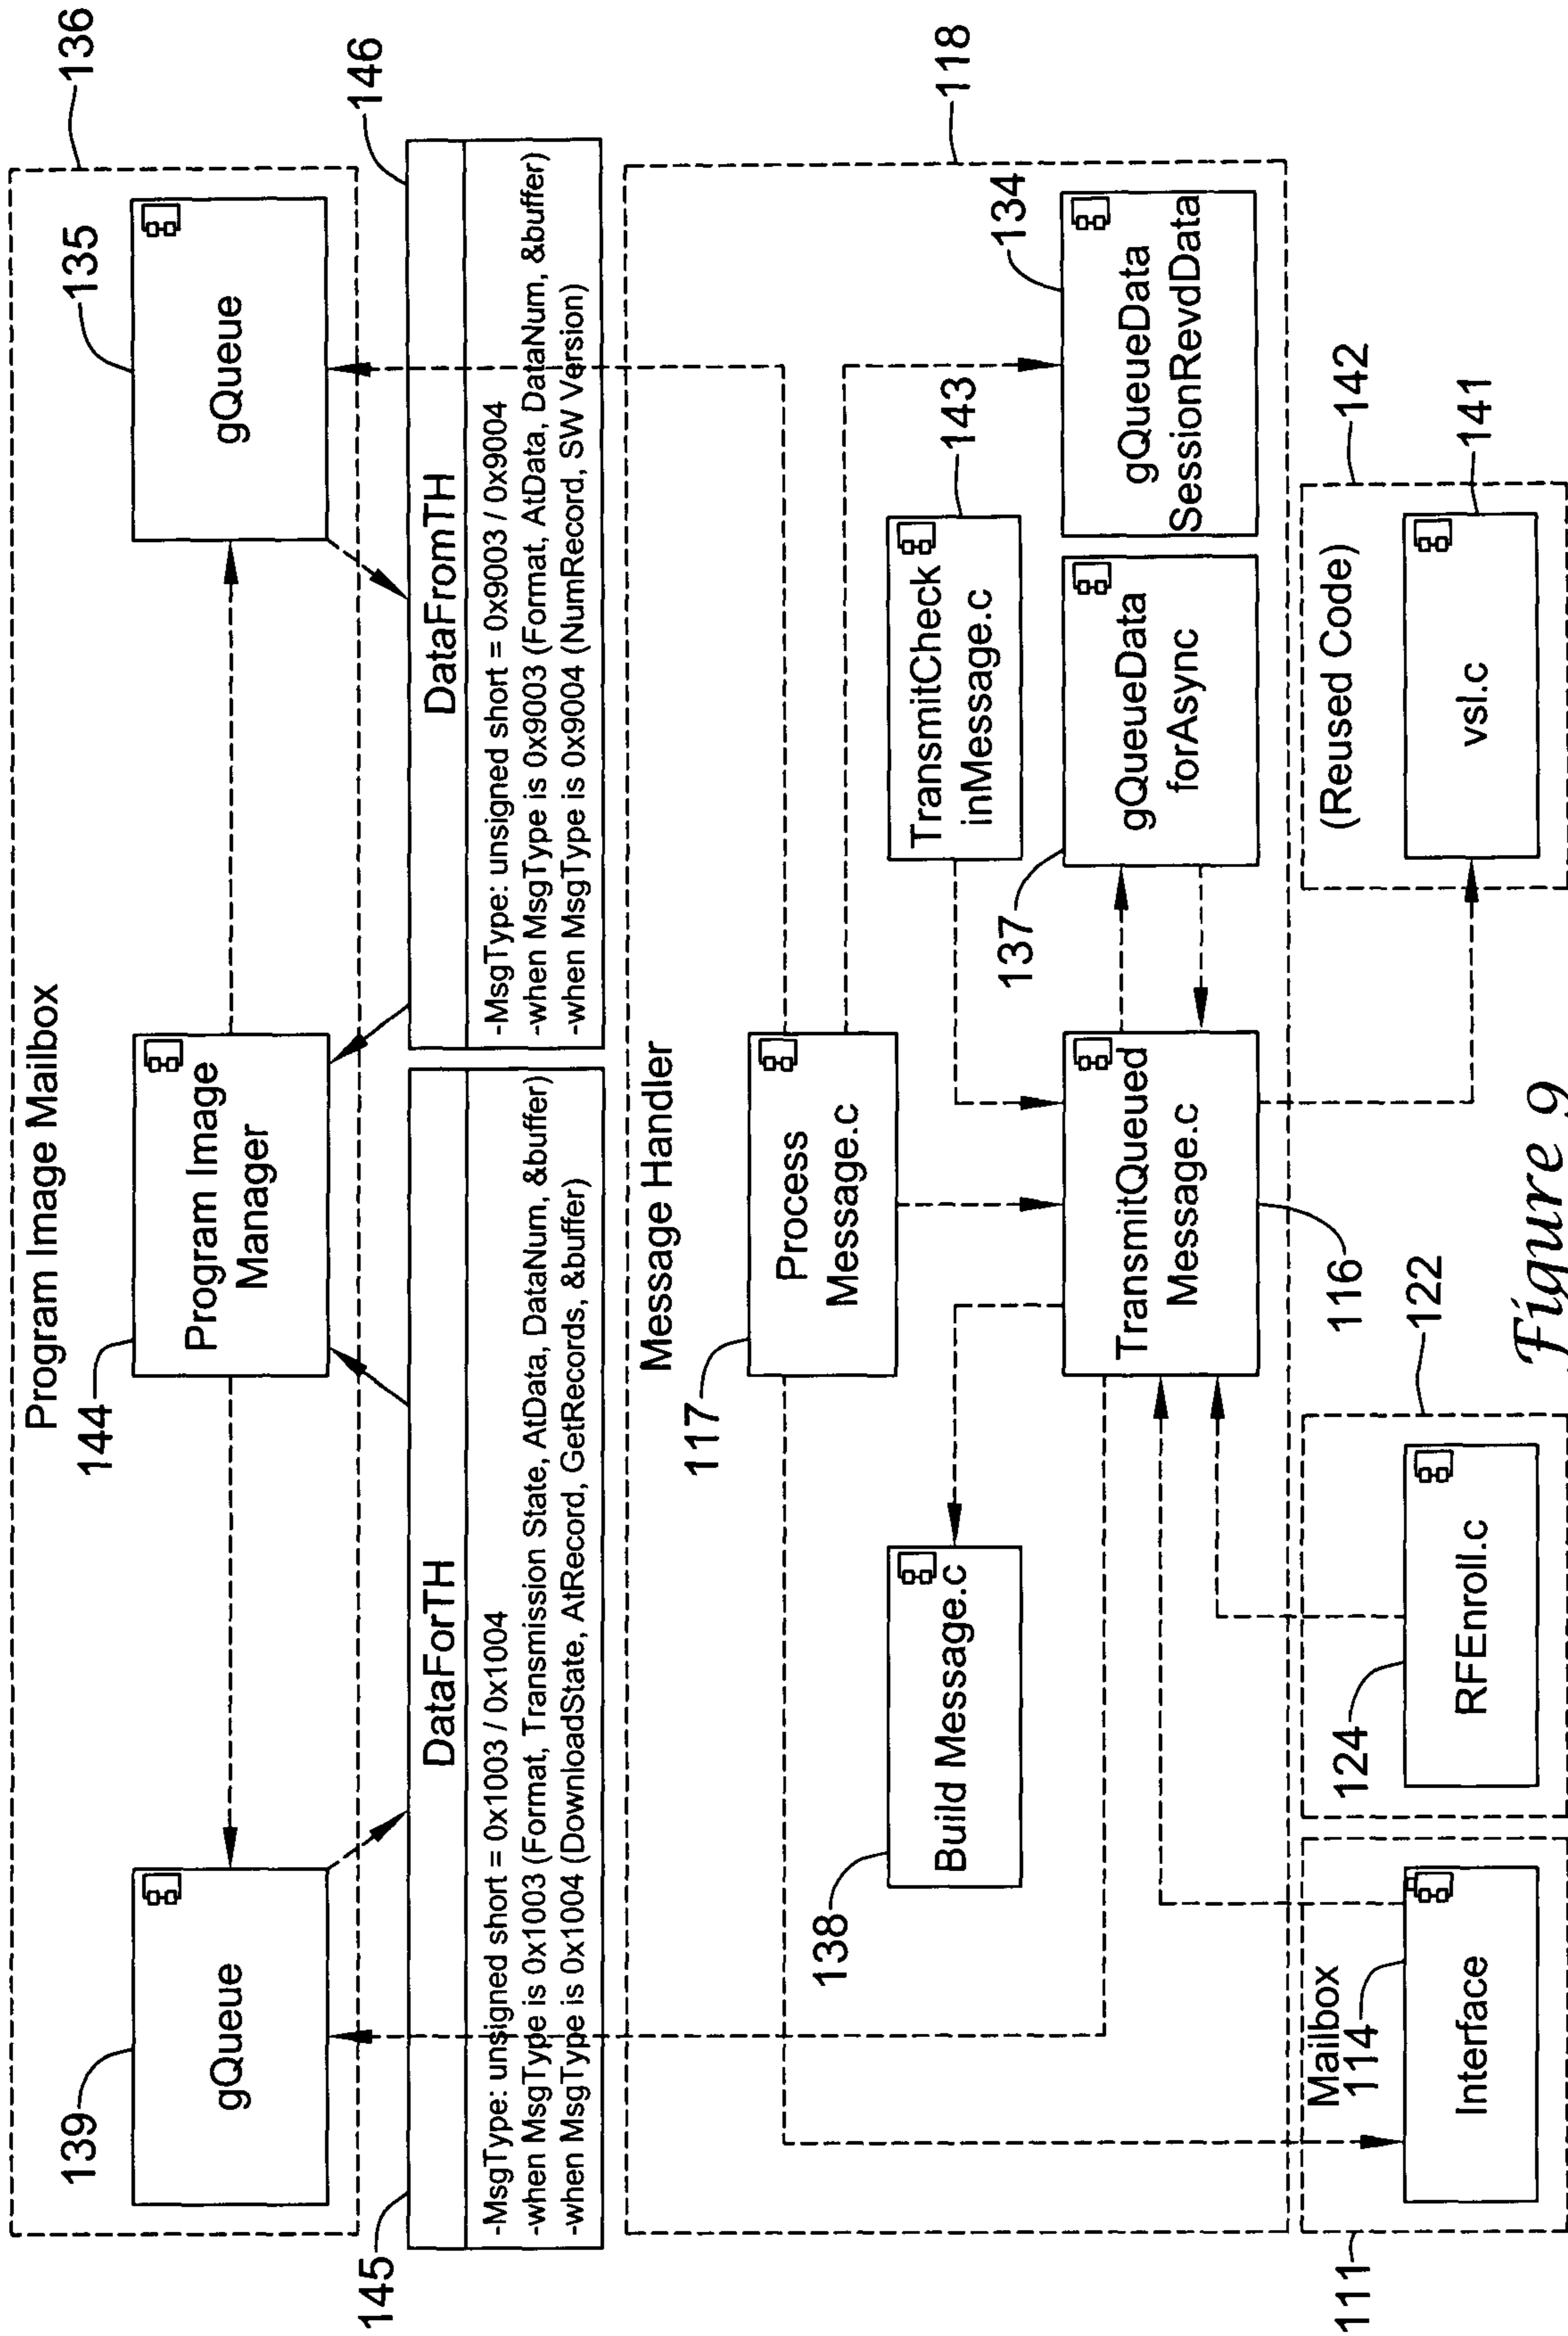 Program Image Mailbox
136
139
gQueue
144
Program Image
Manager
135
gQueue
145
DataForTH
-MsgType: unsigned short = 0x1003 / 0x1004
-when MsgType is 0x1003 (Format, Transmission State, AtData, DataNum, &buffer)
-when MsgType is 0x1004 (DownloadState, AtRecord, GetRecords, &buffer)
146
DataFromTH
-MsgType: unsigned short = 0x9003 / 0x9004
-when MsgType is 0x9003 (Format, AtData, DataNum, &buffer)
-when MsgType is 0x9004 (NumRecord, SW Version)
Message Handler
118
117
Process
Message.c
138
Build Message.c
143
TransmitCheck
inMessage.c
TransmitQueued
Message.c
116
137
gQueueData
forAsync
134
gQueueData
SessionRevdData
111
Mailbox
114
Interface
122
124
RFEnroll.c
142
(Reused Code)
141
vsl.c
Figure 9